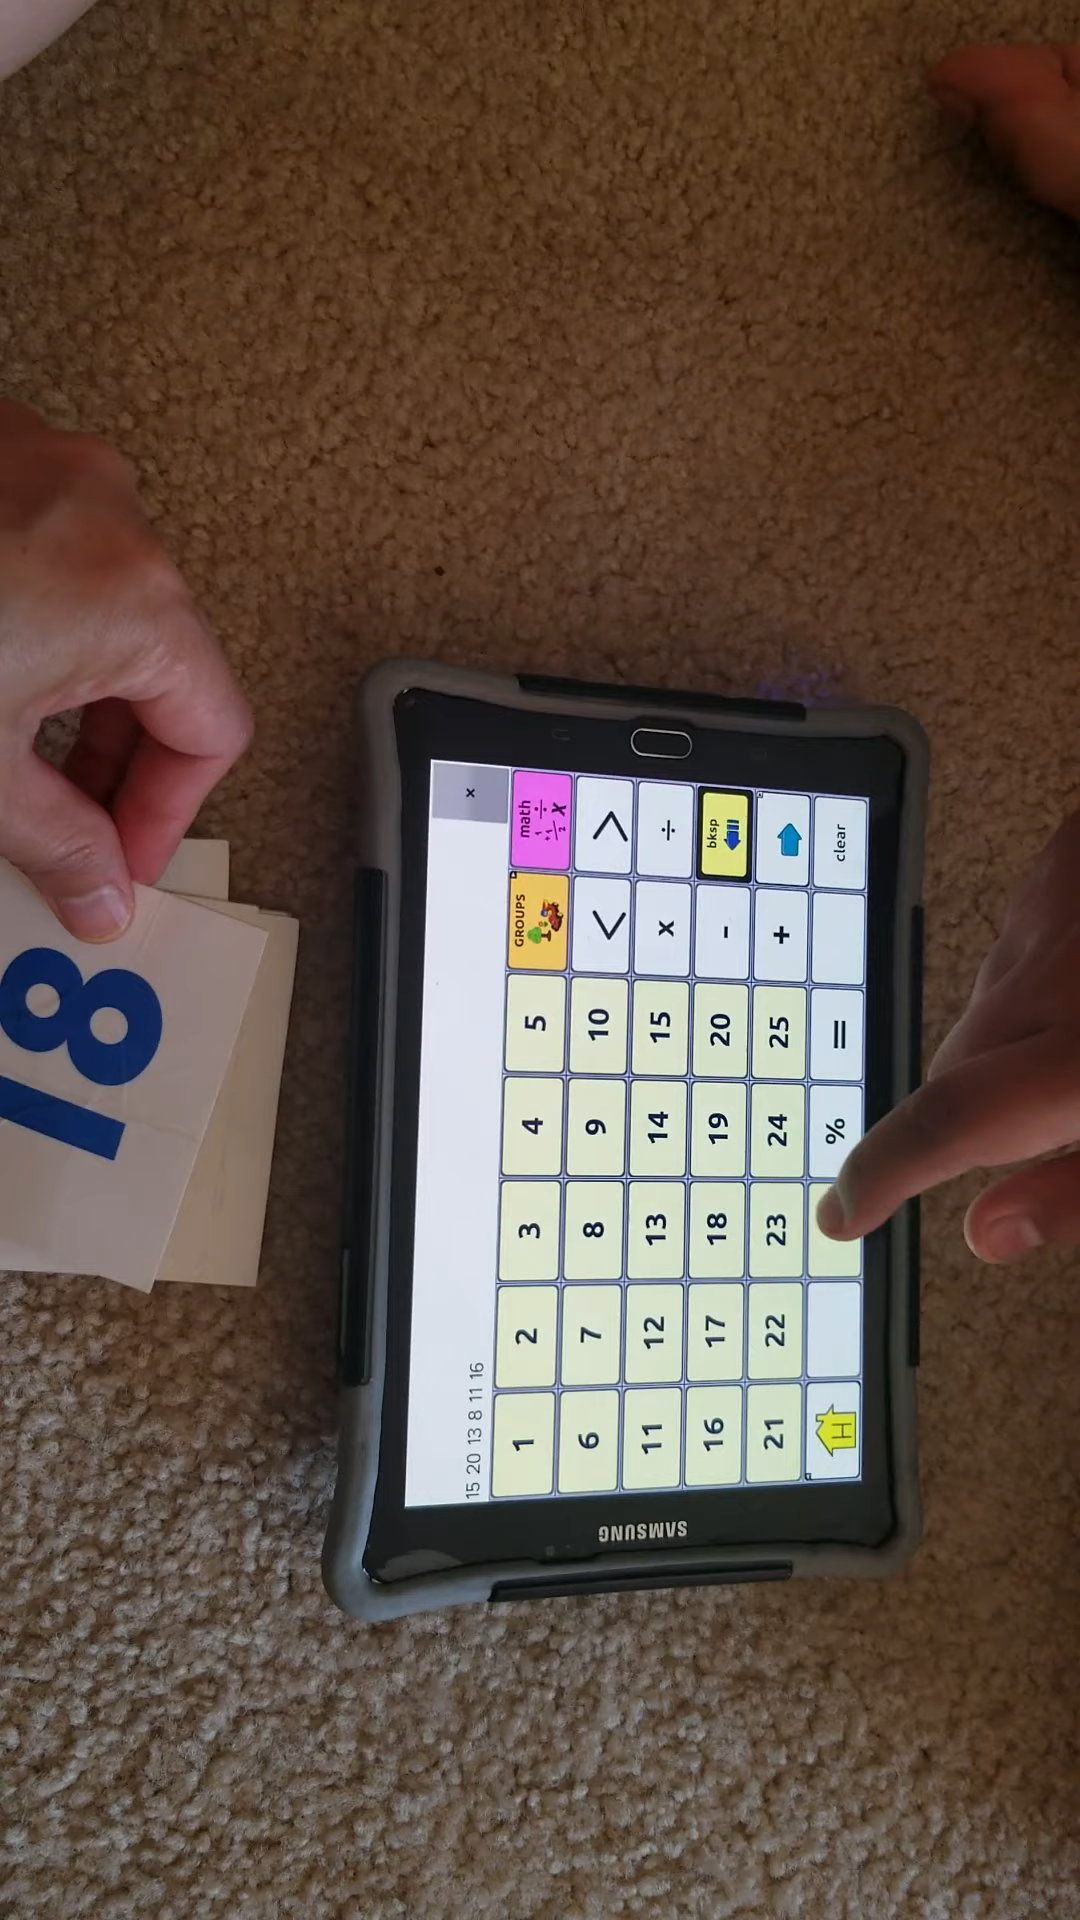 18
15 20 13 8 11 16
x
1 2 3 4 5 GROUPS math
6 7 8 9 10 < >
11 12 13 14 15 x ÷
16 17 18 19 20 - bksp
21 22 23 24 25 +
H % = clear
SAMSUNG